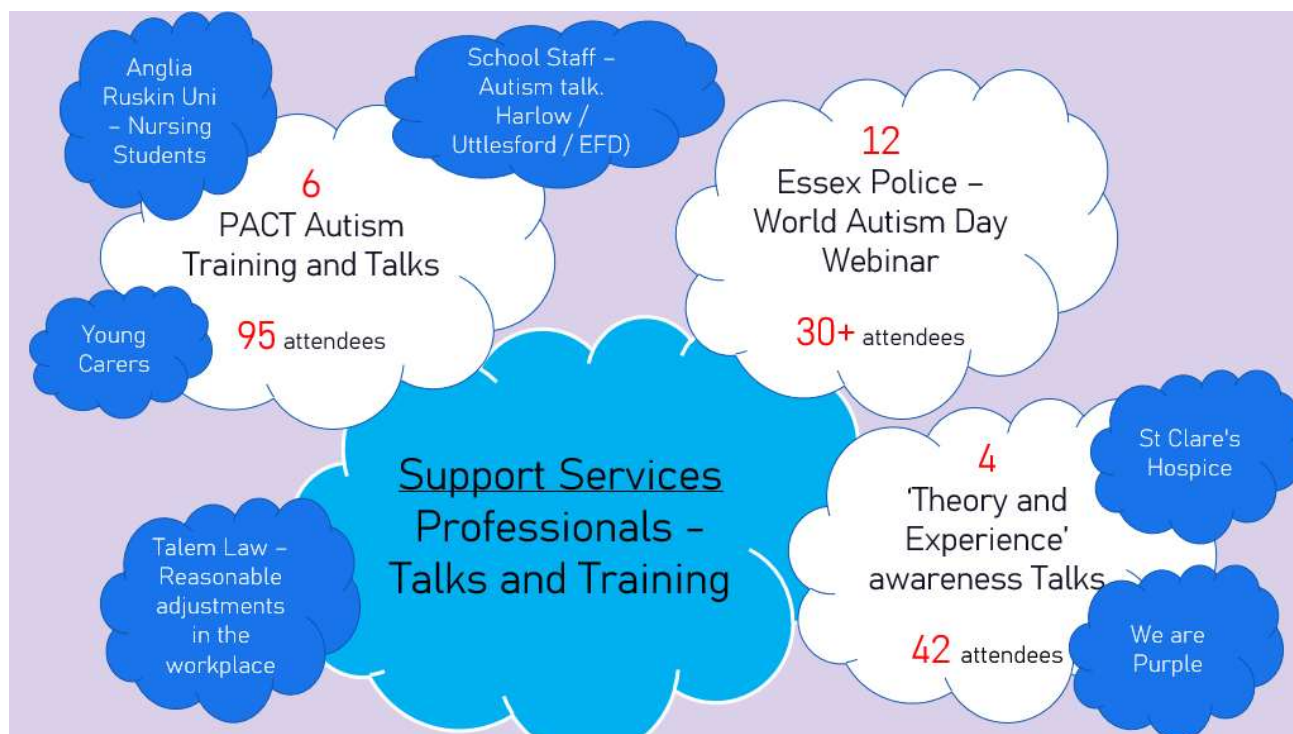 Anglia
Ruskin Uni
– Nursing
Students
School Staff –
Autism talk.
Harlow /
Uttlesford / EFD)
6
PACT Autism
Training and Talks
95 attendees
Young
Carers
12
Essex Police –
World Autism Day
Webinar
30+ attendees
Support Services
Professionals –
Talks and Training
Talem Law –
Reasonable
adjustments
in the
workplace
4
‘Theory and
Experience’
awareness Talks
42 attendees
St Clare's
Hospice
We are
Purple